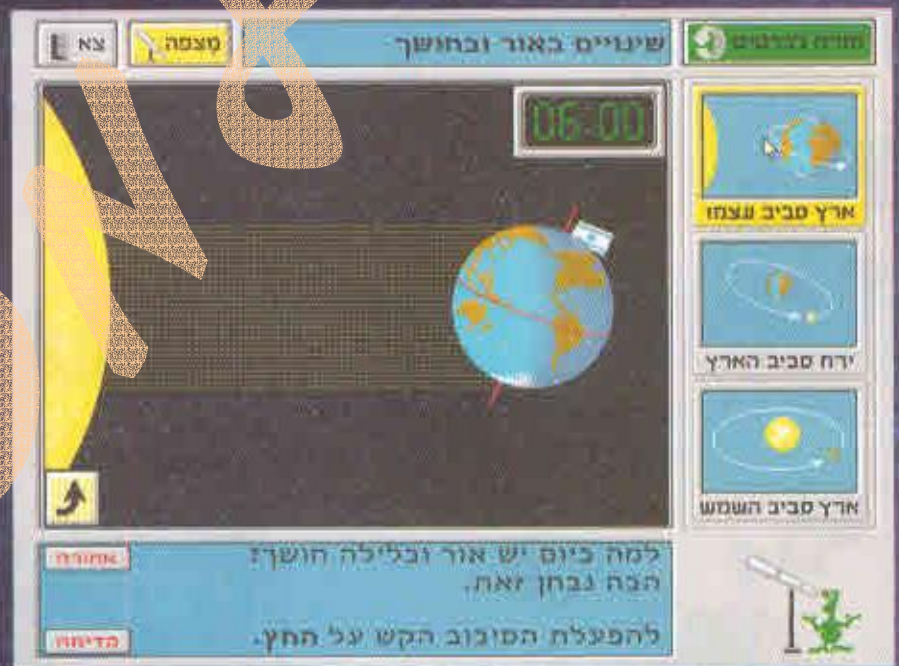 חזרה לכרטיס
שינויים באור ובחושך
מצפה
צא
06:00
ארץ סביב עצמו
ירח סביב הארץ
ארץ סביב השמש
למה ביום יש אור ובלילה חושך?
הבה נבחן זאת.
להפעלת הסיבוב הקש על החץ.
אחורה
קדימה